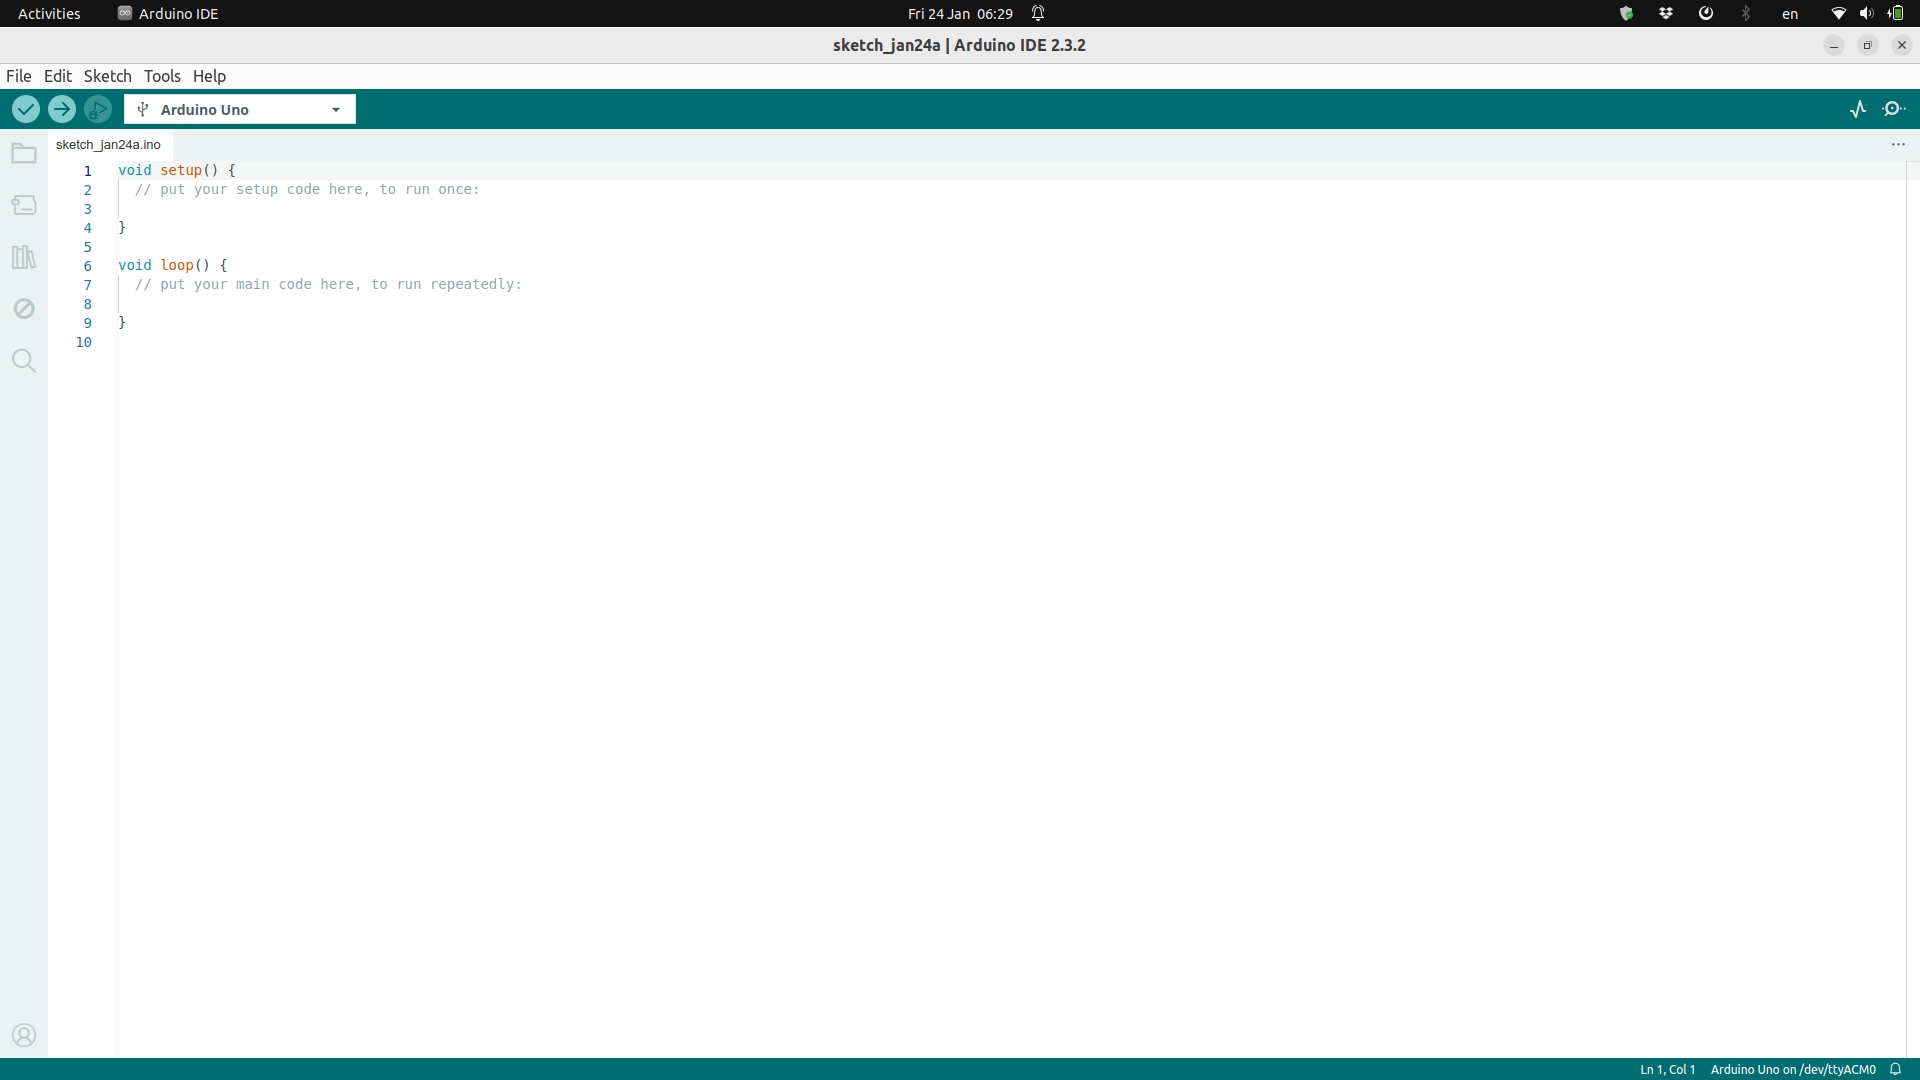 Activities Arduino IDE Fri 24 Jan 06:29 en
sketch_jan24a | Arduino IDE 2.3.2
File Edit Sketch Tools Help
Arduino Uno
sketch_jan24a.ino
1 void setup() {
2 // put your setup code here, to run once:
3
4 }
5
6 void loop() {
7 // put your main code here, to run repeatedly:
8
9 }
10
Ln 1, Col 1 Arduino Uno on /dev/ttyACM0